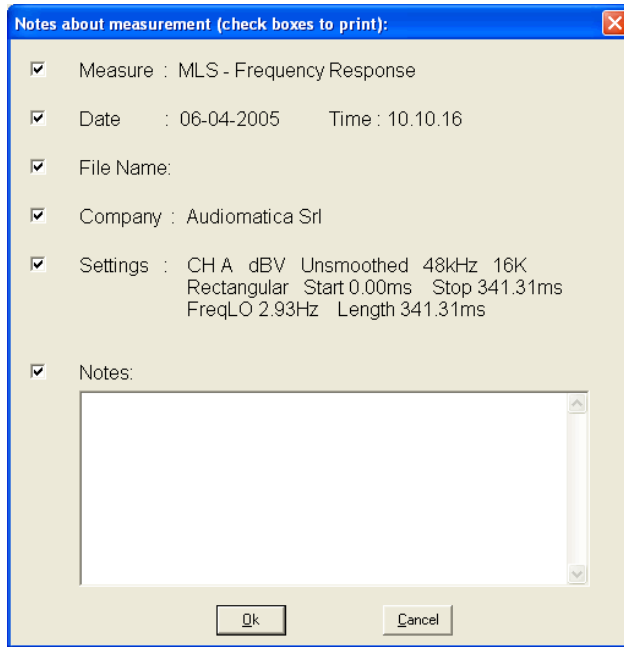 Notes about measurement (check boxes to print):
Measure : MLS - Frequency Response
Date : 06-04-2005 Time : 10.10.16
File Name:
Company : Audiomatica Srl
Settings : CH A dBV Unsmoothed 48kHz 16K
Rectangular Start 0.00ms Stop 341.31ms
FreqLO 2.93Hz Length 341.31ms
Notes:
Ok Cancel